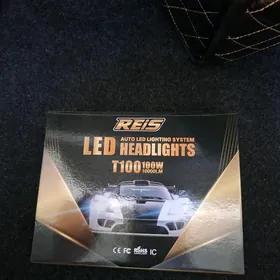 REIS
AUTO LED LIGHTING SYSTEM
LED HEADLIGHTS
T100 100W
10000LM
CE FC RoHS IC